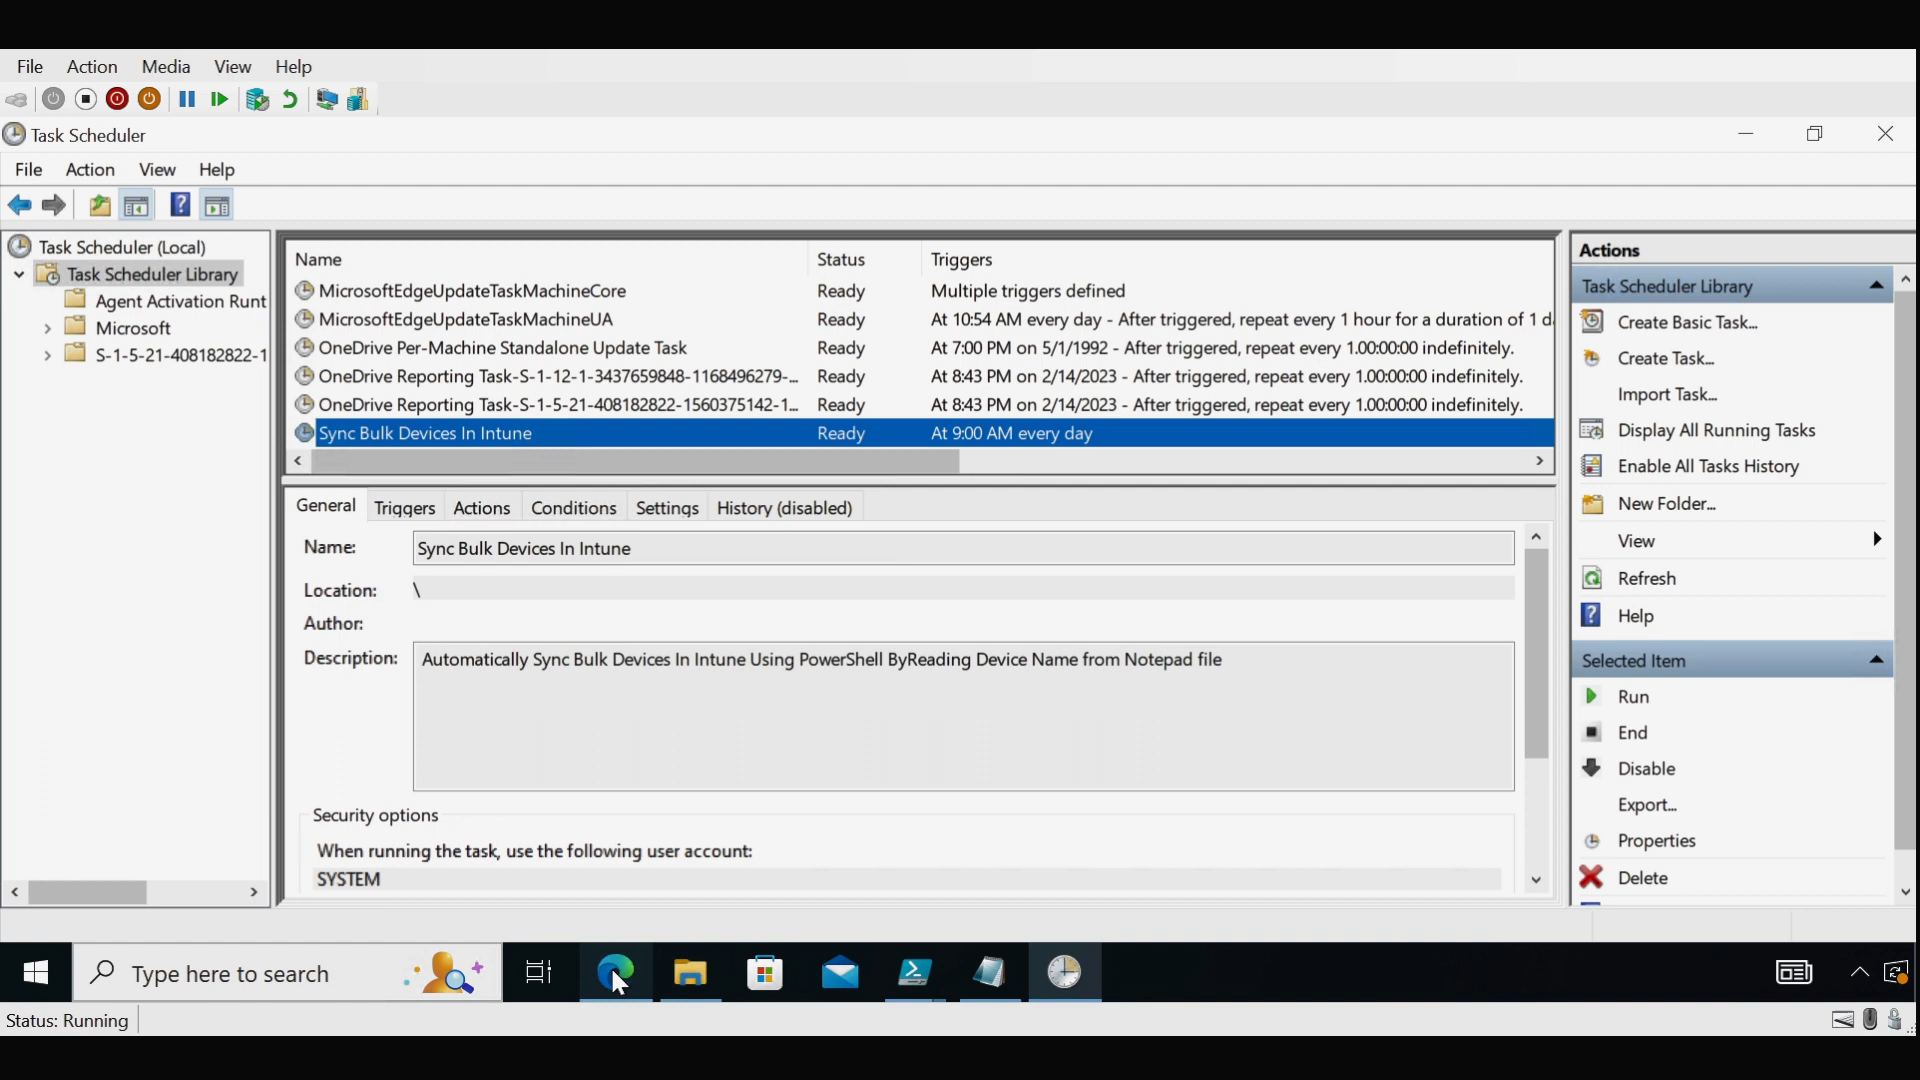 File Action Media View Help
Task Scheduler
File Action View Help
Task Scheduler (Local)
Task Scheduler Library
Agent Activation Runt
Microsoft
S-1-5-21-408182822-1
Name Status Triggers
MicrosoftEdgeUpdateTaskMachineCore Ready Multiple triggers defined
MicrosoftEdgeUpdateTaskMachineUA Ready At 10:54 AM every day - After triggered, repeat every 1 hour for a duration of 1 d
OneDrive Per-Machine Standalone Update Task Ready At 7:00 PM on 5/1/1992 - After triggered, repeat every 1.00:00:00 indefinitely.
OneDrive Reporting Task-S-1-12-1-3437659848-1168496279-... Ready At 8:43 PM on 2/14/2023 - After triggered, repeat every 1.00:00:00 indefinitely.
OneDrive Reporting Task-S-1-5-21-408182822-1560375142-1... Ready At 8:43 PM on 2/14/2023 - After triggered, repeat every 1.00:00:00 indefinitely.
Sync Bulk Devices In Intune Ready At 9:00 AM every day
General Triggers Actions Conditions Settings History (disabled)
Name: Sync Bulk Devices In Intune
Location: \
Author:
Description: Automatically Sync Bulk Devices In Intune Using PowerShell ByReading Device Name from Notepad file
Security options
When running the task, use the following user account:
SYSTEM
Actions
Task Scheduler Library
Create Basic Task...
Create Task...
Import Task...
Display All Running Tasks
Enable All Tasks History
New Folder...
View
Refresh
Help
Selected Item
Run
End
Disable
Export...
Properties
Delete
Type here to search
Status: Running